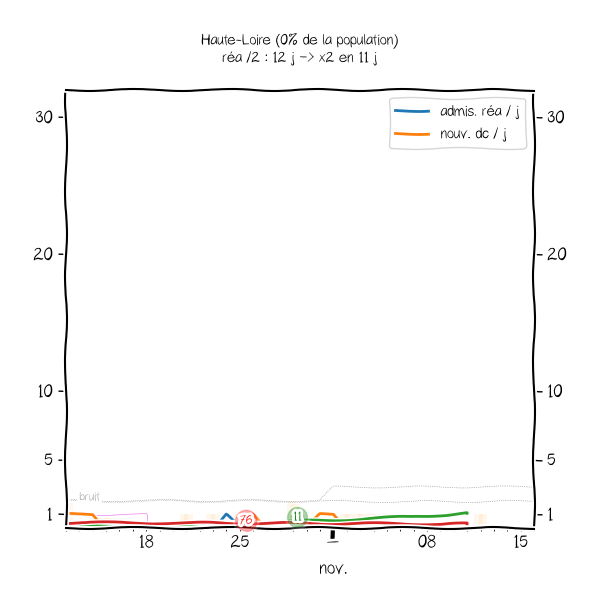 Haute-Loire (0% de la population)
réa /2 : 12 j -> x2 en 11 j
admis. réa / j
nouv. dc / j
30 30
20 20
10 10
5 5
bruit
1 76 11 1
18 25 1 08 15
nov.